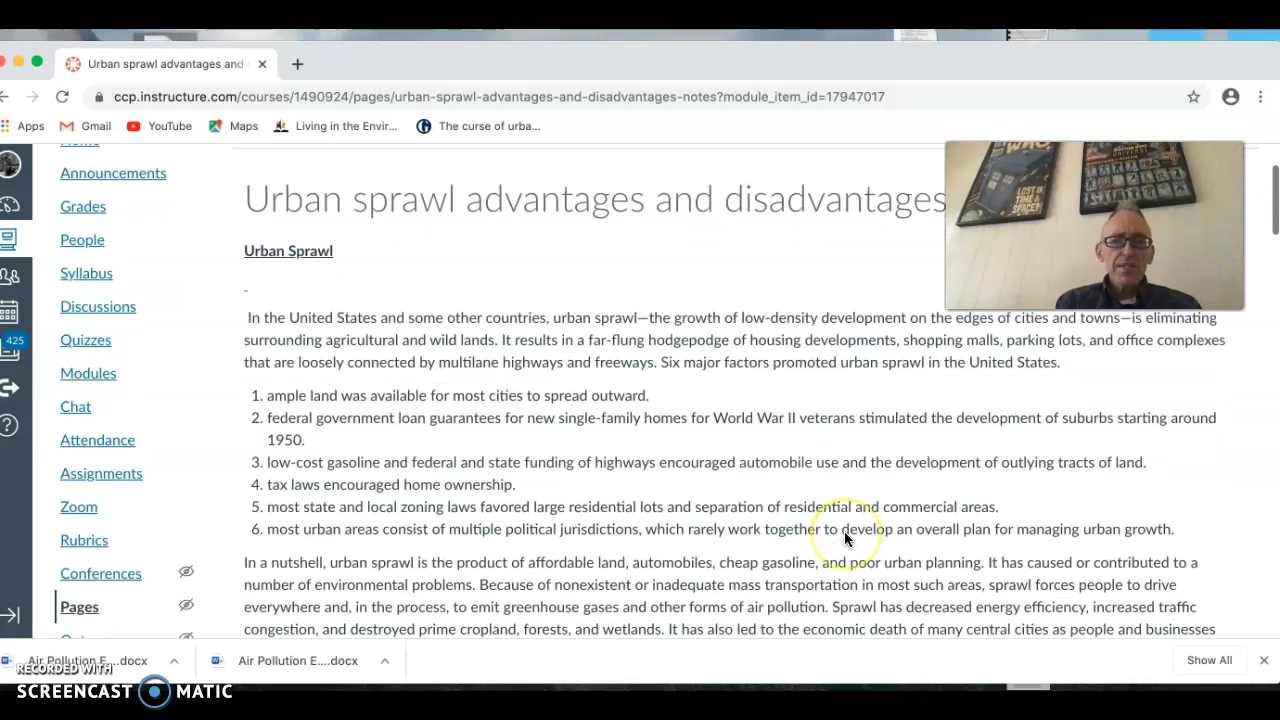 Urban sprawl advantages and
ccp.instructure.com/courses/1490924/pages/urban-sprawl-advantages-and-disadvantages-notes?module_item_id=17947017
Apps
Gmail
YouTube
Maps
Living in the Envir...
The curse of urba...
Announcements
Grades
People
Syllabus
Discussions
Quizzes
Modules
Chat
Attendance
Assignments
Zoom
Rubrics
Conferences
Pages
425
Urban sprawl advantages and disadvantages
Urban Sprawl
In the United States and some other countries, urban sprawl—the growth of low-density development on the edges of cities and towns—is eliminating
surrounding agricultural and wild lands. It results in a far-flung hodgepodge of housing developments, shopping malls, parking lots, and office complexes
that are loosely connected by multilane highways and freeways. Six major factors promoted urban sprawl in the United States.
1. ample land was available for most cities to spread outward.
2. federal government loan guarantees for new single-family homes for World War II veterans stimulated the development of suburbs starting around
1950.
3. low-cost gasoline and federal and state funding of highways encouraged automobile use and the development of outlying tracts of land.
4. tax laws encouraged home ownership.
5. most state and local zoning laws favored large residential lots and separation of residential and commercial areas.
6. most urban areas consist of multiple political jurisdictions, which rarely work together to develop an overall plan for managing urban growth.
In a nutshell, urban sprawl is the product of affordable land, automobiles, cheap gasoline, and poor urban planning. It has caused or contributed to a
number of environmental problems. Because of nonexistent or inadequate mass transportation in most such areas, sprawl forces people to drive
everywhere and, in the process, to emit greenhouse gases and other forms of air pollution. Sprawl has decreased energy efficiency, increased traffic
congestion, and destroyed prime cropland, forests, and wetlands. It has also led to the economic death of many central cities as people and businesses
WHO
LOST IN
TIME &
SPACE!
UNIVERSE
Air Pollution E....docx
Air Pollution E....docx
Show All
RECORDED WITH
SCREENCAST MATIC